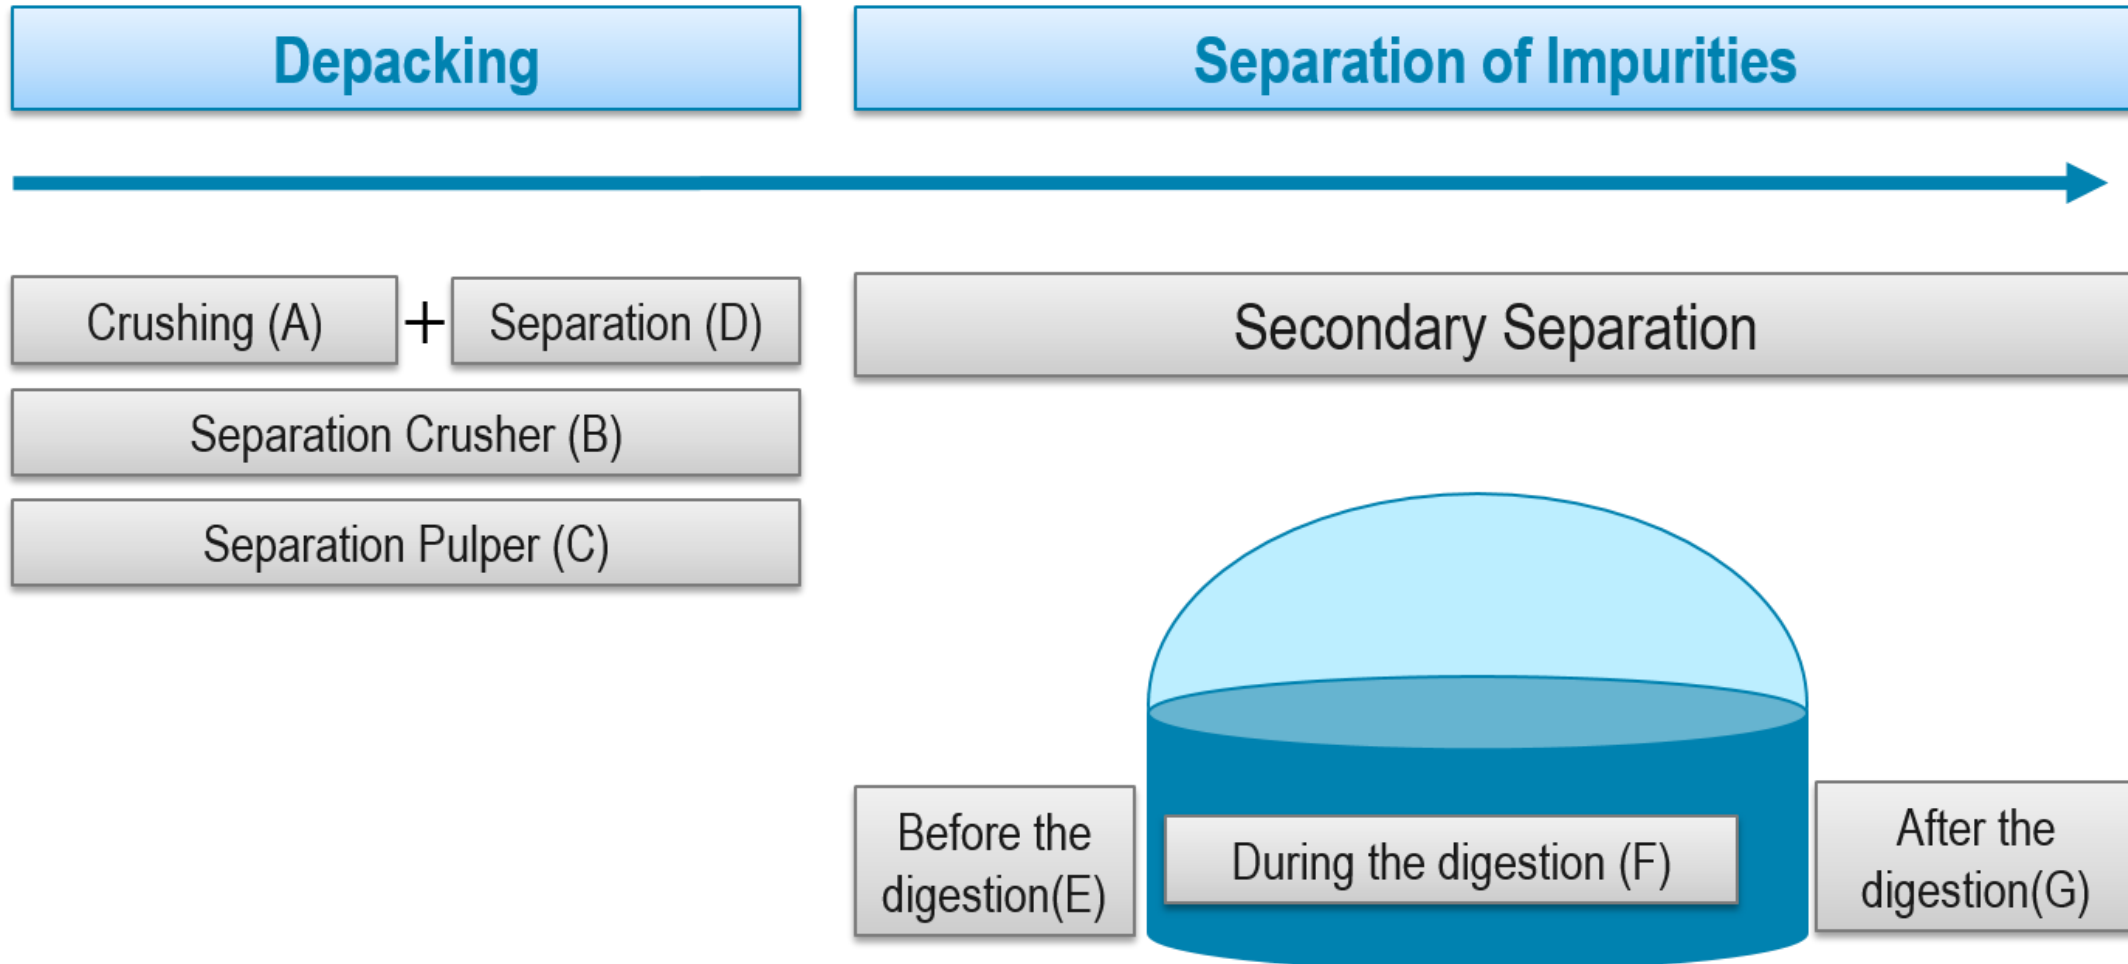 Depacking
Separation of Impurities
Crushing (A)
+
Separation (D)
Secondary Separation
Separation Crusher (B)
Separation Pulper (C)
Before the
digestion(E)
During the digestion (F)
After the
digestion(G)